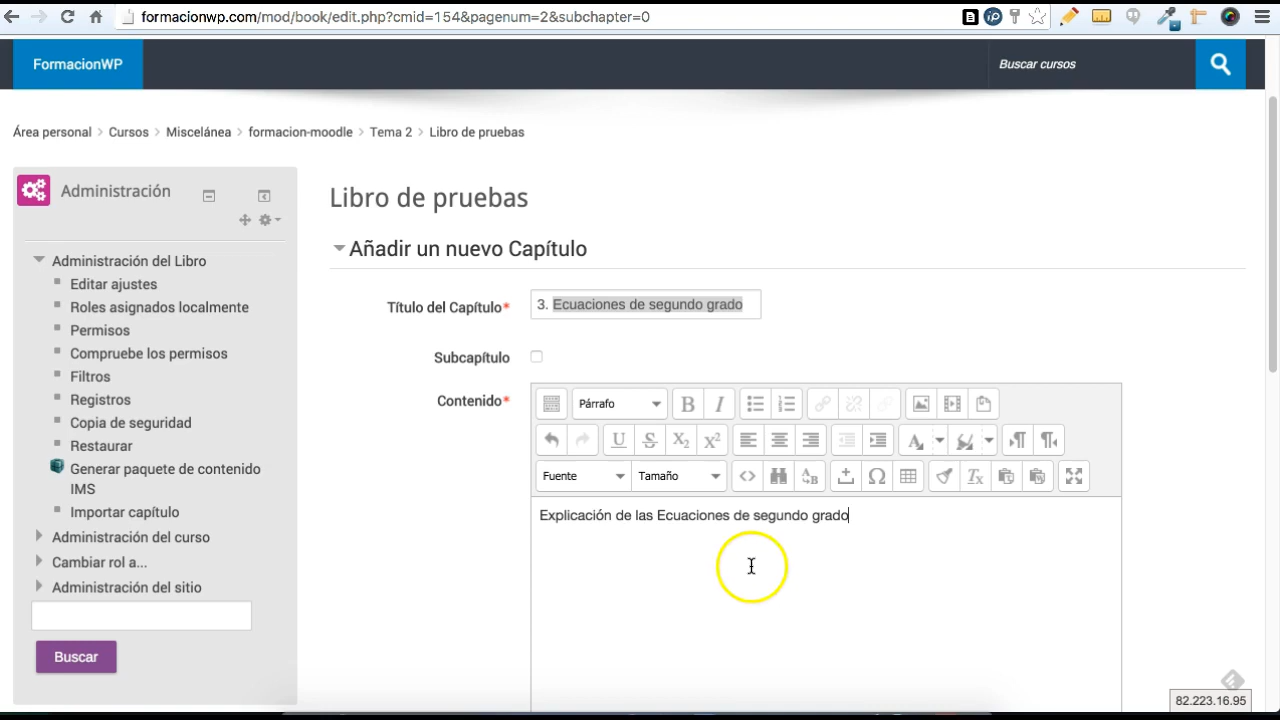 formacionwp.com/mod/book/edit.php?cmid=154&pagenum=2&subchapter=0
FormacionWP
Buscar cursos
Área personal > Cursos > Miscelánea > formacion-moodle > Tema 2 > Libro de pruebas
Administración
Administración del Libro
Editar ajustes
Roles asignados localmente
Permisos
Compruebe los permisos
Filtros
Registros
Copia de seguridad
Restaurar
Generar paquete de contenido
IMS
Importar capítulo
Administración del curso
Cambiar rol a...
Administración del sitio
Buscar
Libro de pruebas
Añadir un nuevo Capítulo
Título del Capítulo*
3. Ecuaciones de segundo grado
Subcapítulo
Contenido*
Párrafo
Fuente
Tamaño
Explicación de las Ecuaciones de segundo grado
82.223.16.95